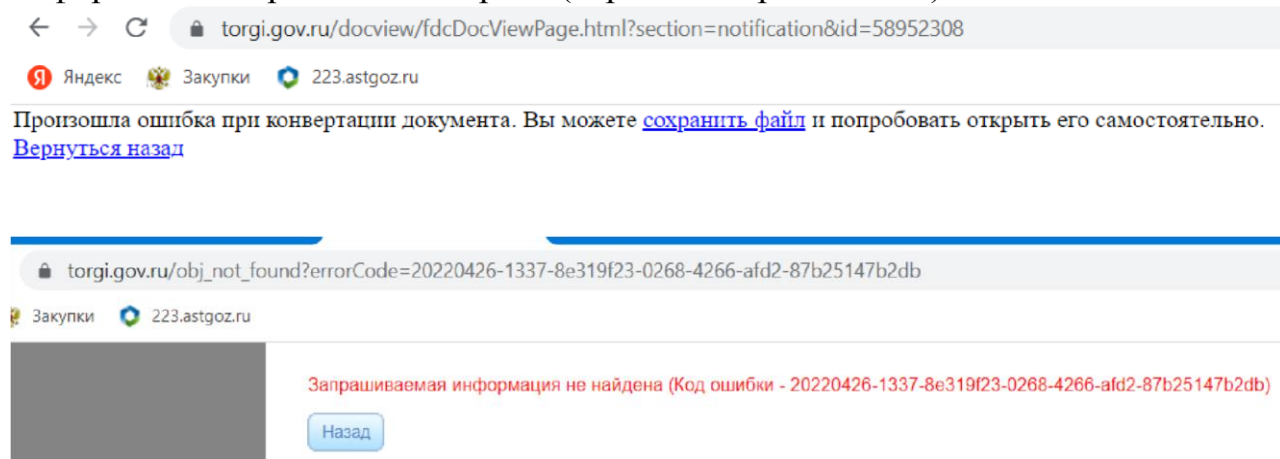 torgi.gov.ru/docview/fdcDocViewPage.html?section=notification&id=58952308
Яндекс Закупки 223.astgoz.ru
Произошла ошибка при конвертации документа. Вы можете сохранить файл и попробовать открыть его самостоятельно.
Вернуться назад
torgi.gov.ru/obj_not_found?errorCode=20220426-1337-8e319f23-0268-4266-afd2-87b25147b2db
Закупки 223.astgoz.ru
Запрашиваемая информация не найдена (Код ошибки - 20220426-1337-8e319f23-0268-4266-afd2-87b25147b2db)
Назад